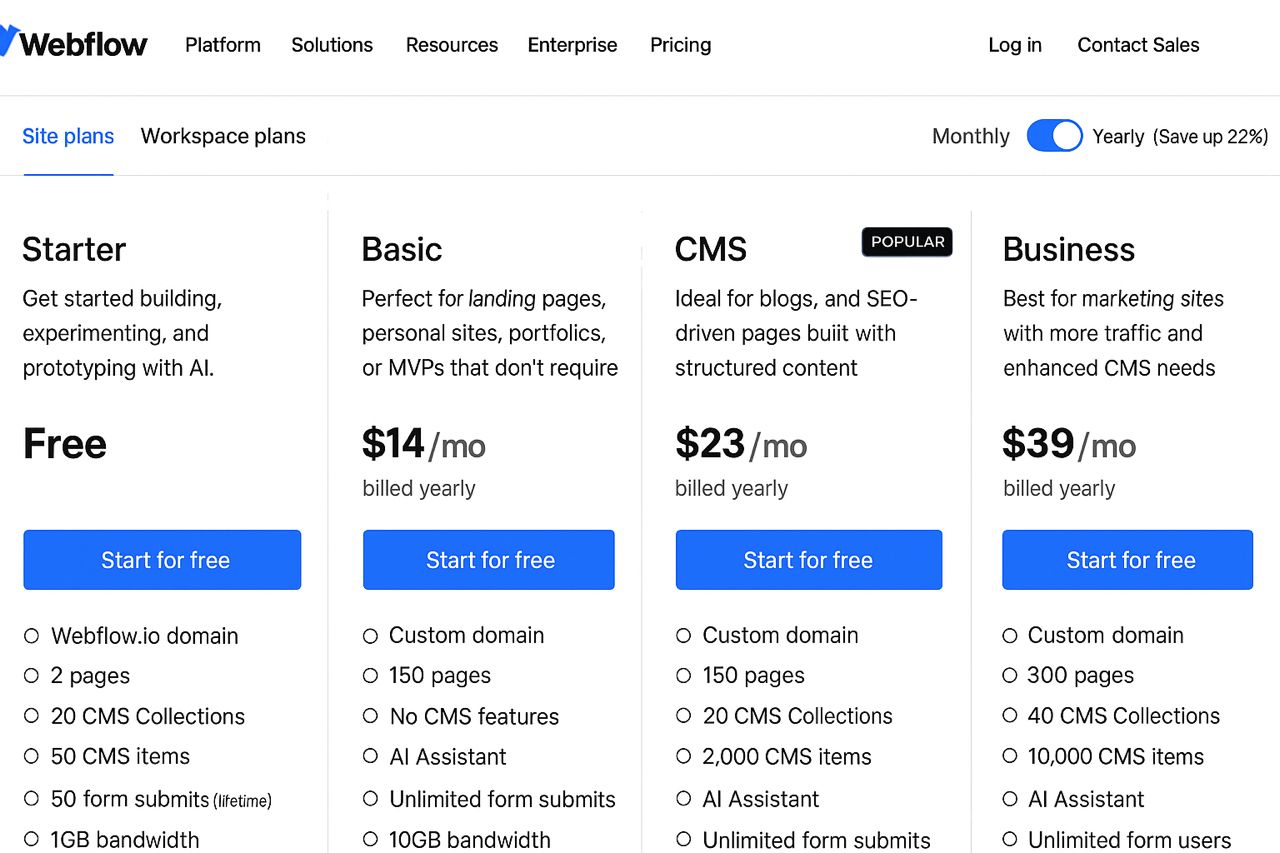 Webflow Platform Solutions Resources Enterprise Pricing Log in Contact Sales
Site plans Workspace plans Monthly Yearly (Save up 22%)
Starter
Get started building,
experimenting, and
prototyping with AI.
Free
Start for free
Webflow.io domain
2 pages
20 CMS Collections
50 CMS items
50 form submits (lifetime)
1GB bandwidth
Basic
Perfect for landing pages,
personal sites, portfolics,
or MVPs that don't require
$14/mo
billed yearly
Start for free
Custom domain
150 pages
No CMS features
AI Assistant
Unlimited form submits
10GB bandwidth
CMS POPULAR
Ideal for blogs, and SEO-
driven pages buiit with
structured content
$23/mo
billed yearly
Start for free
Custom domain
150 pages
20 CMS Collections
2,000 CMS items
AI Assistant
Unlimited form submits
Business
Best for marketing sites
with more traffic and
enhanced CMS needs
$39/mo
billed yearly
Start for free
Custom domain
300 pages
40 CMS Collections
10,000 CMS items
AI Assistant
Unlimited form users